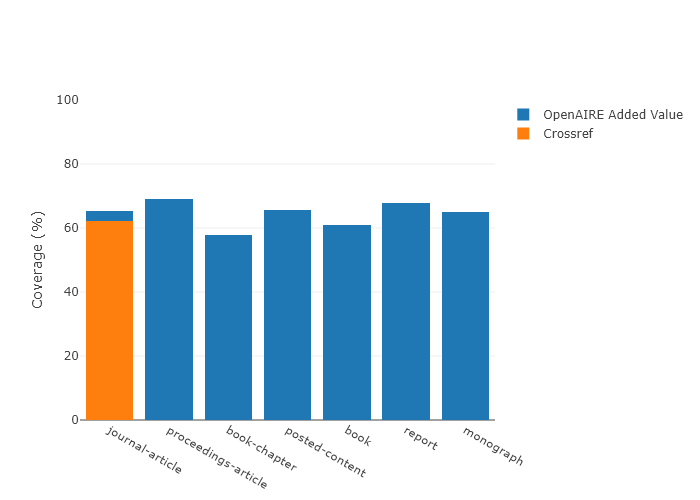 100
80
60
40
20
0
Coverage (%)
journal-article
proceedings-article
book-chapter
posted-content
book
report
monograph
OpenAIRE Added Value
Crossref